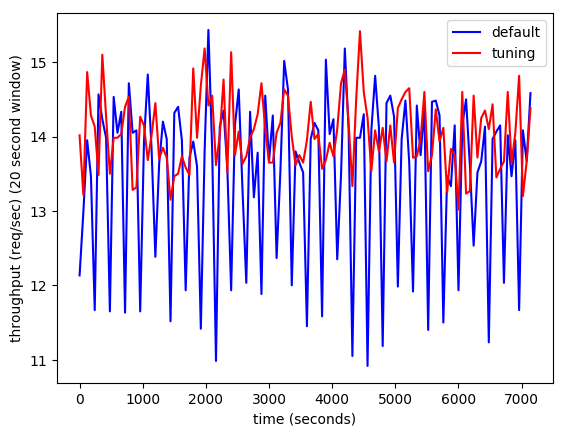 default
tuning
throughput (req/sec) (20 second window)
15
14
13
12
11
0 1000 2000 3000 4000 5000 6000 7000
time (seconds)